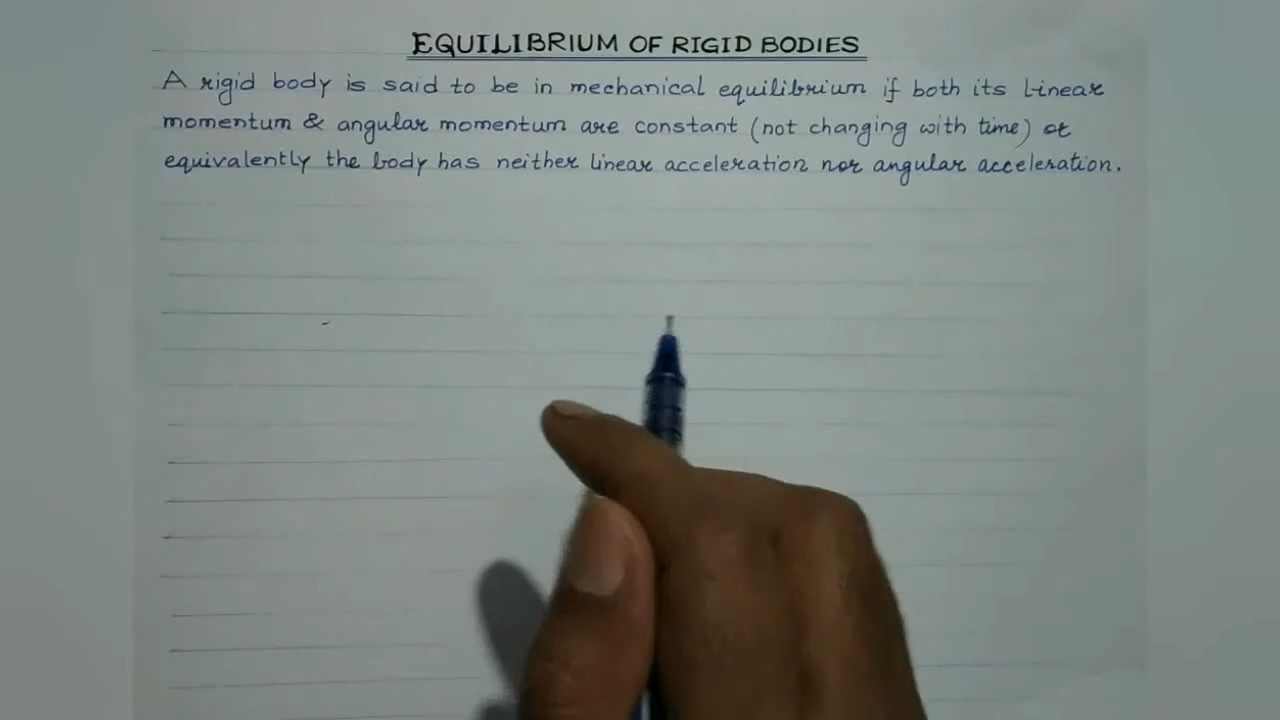 EQUILIBRIUM OF RIGID BODIES
A rigid body is said to be in mechanical equilibrium if both its linear
momentum & angular momentum are constant (not changing with time) or
equivalently the body has neither linear acceleration nor angular acceleration.